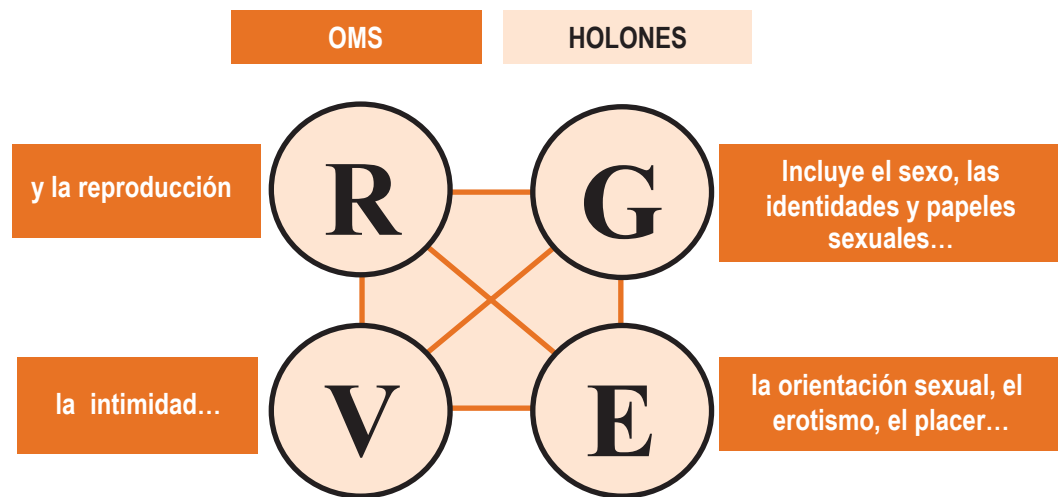 OMS
HOLONES
y la reproducción
R
G
Incluye el sexo, las
identidades y papeles
sexuales…
la intimidad…
V
E
la orientación sexual, el
erotismo, el placer…